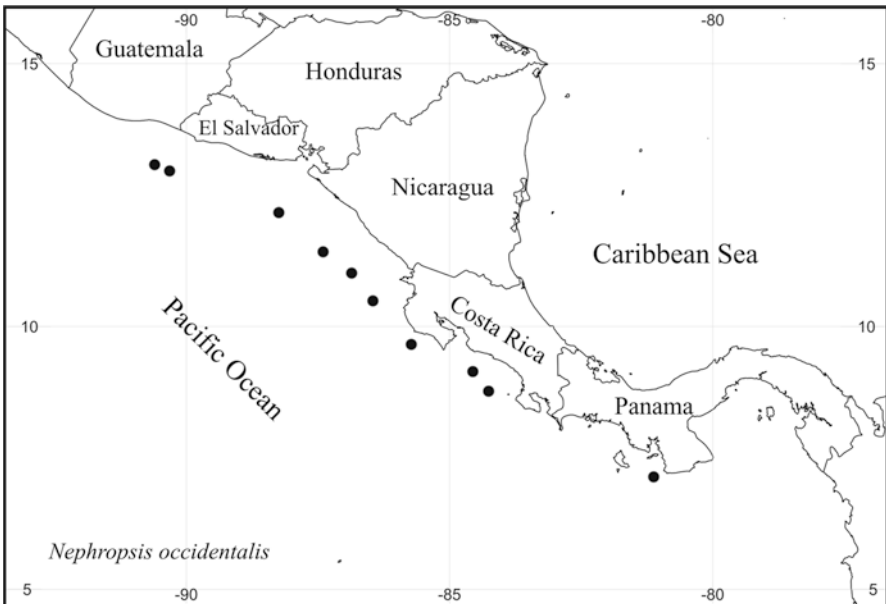 -90 -85 -80
Guatemala
15 15
Honduras
El Salvador
Nicaragua
Caribbean Sea
Pacific Ocean
Costa Rica
10 10
Panama
Nephropsis occidentalis
5 5
-90 -85 -80